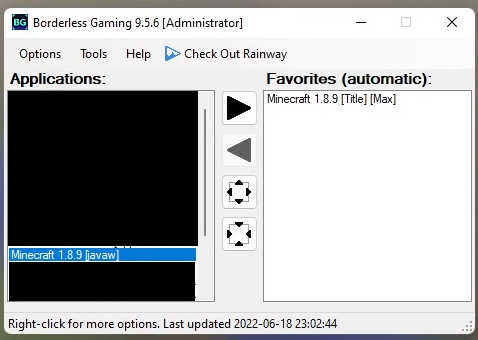 BG Borderless Gaming 9.5.6 [Administrator]
Options Tools Help Check Out Rainway
Applications: Favorites (automatic):
Minecraft 1.8.9 [Title] [Max]
Minecraft 1.8.9 [javaw]
Right-click for more options. Last updated 2022-06-18 23:02:44